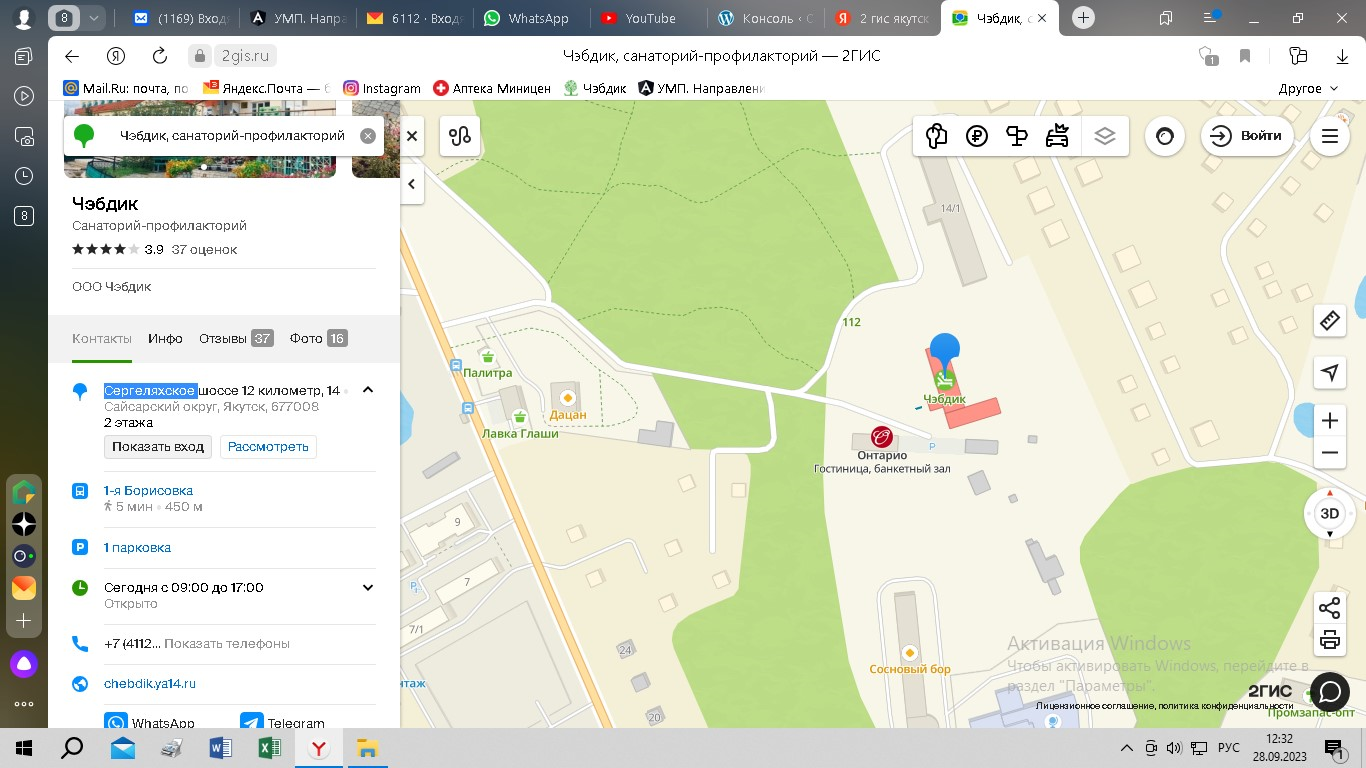 8
(1169) Вход
УМП. Напра
6112 · Вход
WhatsApp
YouTube
Консоль ‹ С
2 гис якутск
Чэбдик, с
2gis.ru
Чэбдик, санаторий-профилакторий — 2ГИС
1
Mail.Ru: почта, по
Яндекс.Почта — б
Instagram
Аптека Миницен
Чэбдик
УМП. Направлени
Другое
8
Чэбдик, санаторий-профилакторий
Войти
Чэбдик
Санаторий-профилакторий
3.9 37 оценок
ООО Чэбдик
Контакты Инфо Отзывы 37 Фото 16
Сергеляхское шоссе 12 километр, 14
Сайсарский округ, Якутск, 677008
2 этажа
Показать вход Рассмотреть
1-я Борисовка
5 мин • 450 м
P 1 парковка
Сегодня с 09:00 до 17:00
Открыто
+7 (4112... Показать телефоны
chebdik.ya14.ru
WhatsApp Telegram
14/1
112
Палитра
Дацан
Лавка Глаши
Чэбдик
Онтарио
Гостиница, банкетный зал
P
9
7
P
7/1
24
20
нтаж
Сосновый бор
3D
Активация Windows
Чтобы активировать Windows, перейдите в
раздел "Параметры".
2ГИС
Лицензионное соглашение, политика конфиденциальности
Промзапас-опт
РУС
12:32
28.09.2023
1